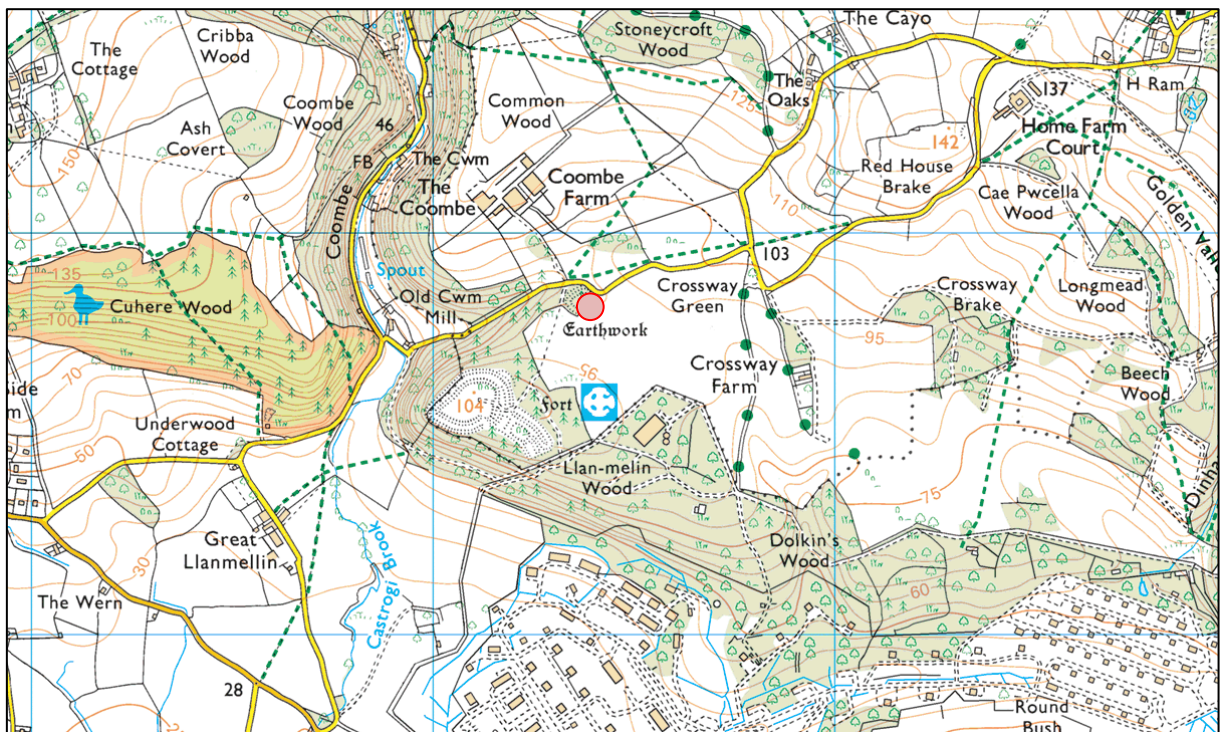 The Cayo
Cribba
Wood
Stoneycroft
Wood
The
Cottage
The
Oaks
H Ram
137
Coombe
Wood
Common
Wood
125
46
Ash
Covert
Home Farm
Court
142
150
FB
The Cwm
Red House
Brake
The
Coombe
Coombe
Farm
Cae Pwcella
Wood
110
Golden
Coombe
103
Spout
135
Crossway
Green
Crossway
Brake
Longmead
Wood
Cuhere Wood
Old Cwm
Mill
100
Earthwork
95
70
95
Crossway
Farm
Beech
Wood
side
104
Fort
Underwood
Cottage
50
Llan-melin
Wood
75
Great
Llanmellin
Dolkin's
Wood
30
The Wern
60
Castrogi Brook
28
Round
Bush